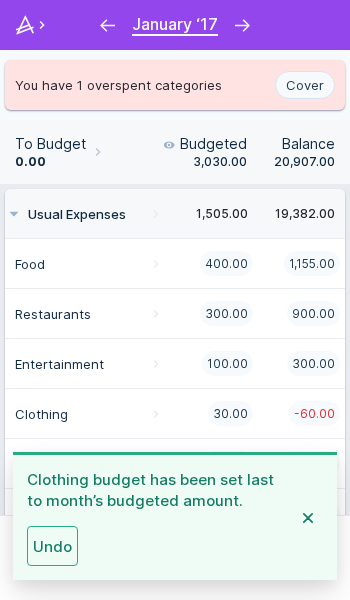 January ‘17
You have 1 overspent categories
Cover
To Budget
0.00
Budgeted
3,030.00
Balance
20,907.00
Usual Expenses 1,505.00 19,382.00
Food 400.00 1,155.00
Restaurants 300.00 900.00
Entertainment 100.00 300.00
Clothing 30.00 -60.00
Clothing budget has been set last
to month’s budgeted amount.
Undo